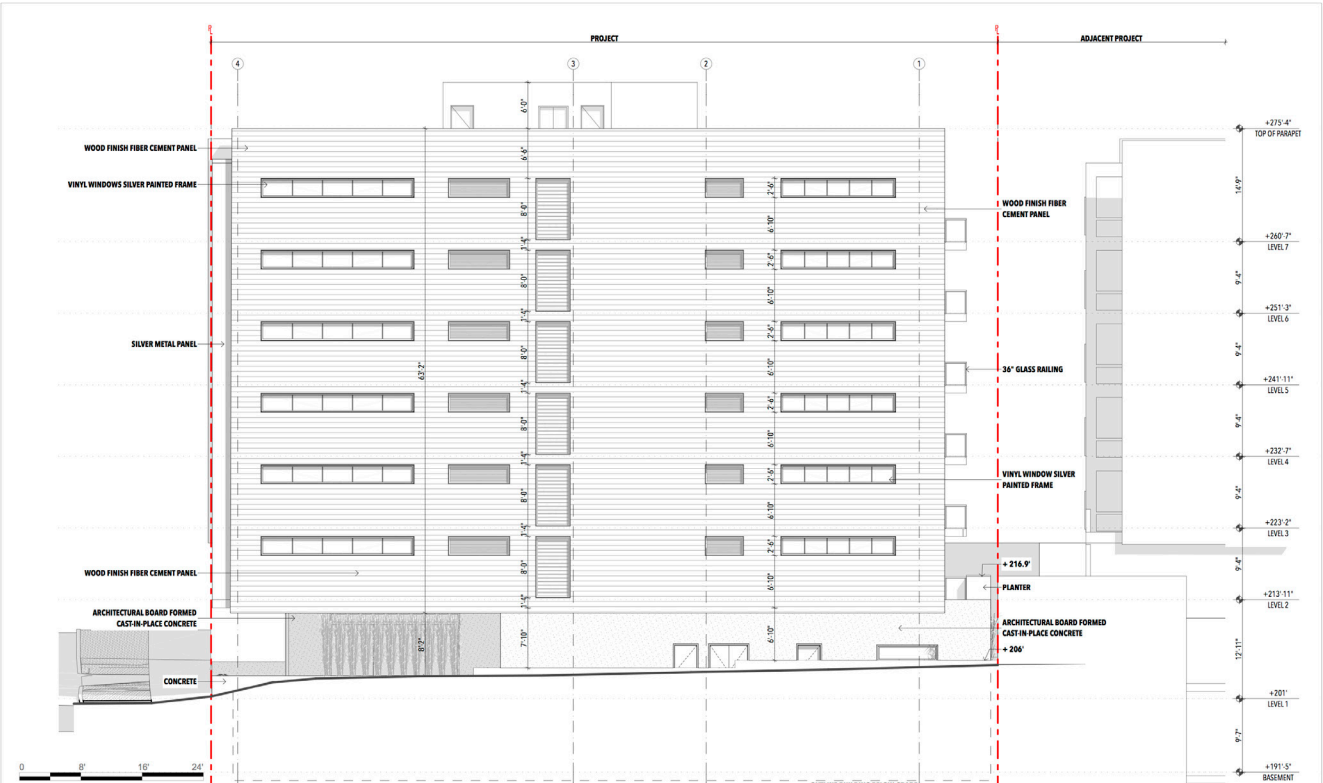 PROJECT
ADJACENT PROJECT
4
3
2
1
6'-0"
+275'-4"
TOP OF PARAPET
WOOD FINISH FIBER CEMENT PANEL
6'-6"
VINYL WINDOWS SILVER PAINTED FRAME
2'-6"
14'-9"
8'-0"
WOOD FINISH FIBER
CEMENT PANEL
6'-10"
+260'-7"
LEVEL 7
1'-4"
2'-6"
8'-0"
6'-10"
9'-4"
+251'-3"
LEVEL 6
1'-4"
2'-6"
SILVER METAL PANEL
8'-0"
6'-10"
9'-4"
63'-2"
36" GLASS RAILING
+241'-11"
LEVEL 5
1'-4"
2'-6"
8'-0"
6'-10"
9'-4"
+232'-7"
LEVEL 4
1'-4"
2'-6"
VINYL WINDOW SILVER
PAINTED FRAME
8'-0"
6'-10"
9'-4"
+223'-2"
LEVEL 3
1'-4"
2'-6"
8'-0"
6'-10"
9'-4"
+ 216.9'
WOOD FINISH FIBER CEMENT PANEL
PLANTER
1'-4"
+213'-11"
LEVEL 2
ARCHITECTURAL BOARD FORMED
CAST-IN-PLACE CONCRETE
8'-2"
7'-10"
6'-10"
ARCHITECTURAL BOARD FORMED
CAST-IN-PLACE CONCRETE
+ 206'
12'-11"
CONCRETE
+201'
LEVEL 1
9'-7"
0 8' 16' 24'
+191'-5"
BASEMENT